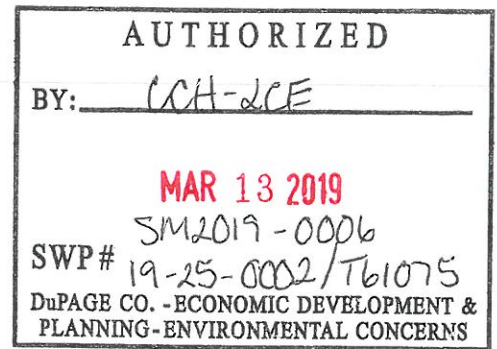 AUTHORIZED
BY: CCH-LCE
MAR 13 2019
SM2019-0006
SWP# 19-25-0002/T61075
DuPAGE CO. - ECONOMIC DEVELOPMENT &
PLANNING - ENVIRONMENTAL CONCERNS